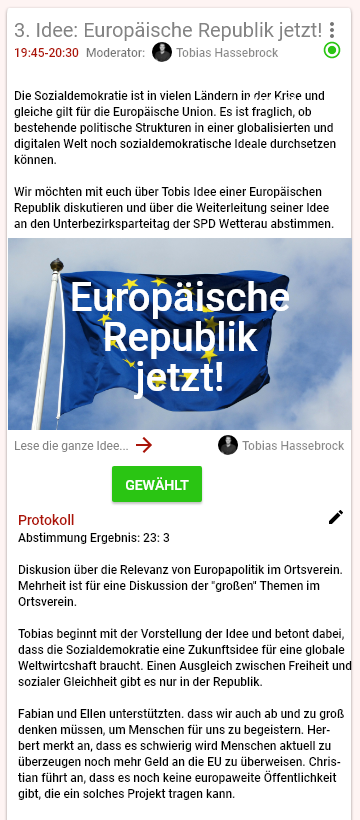 3. Idee: Europäische Republik jetzt!
19:45-20:30 Moderator: Tobias Hassebrock
Die Sozialdemokratie ist in vielen Ländern in der Krise und
gleiche gilt für die Europäische Union. Es ist fraglich, ob
bestehende politische Strukturen in einer globalisierten und
digitalen Welt noch sozialdemokratische Ideale durchsetzen
können.
Wir möchten mit euch über Tobis Idee einer Europäischen
Republik diskutieren und über die Weiterleitung seiner Idee
an den Unterbezirksparteitag der SPD Wetterau abstimmen.
Europäische
Republik
jetzt!
Lese die ganze Idee... Tobias Hassebrock
GEWÄHLT
Protokoll
Abstimmung Ergebnis: 23: 3
Diskusion über die Relevanz von Europapolitik im Ortsverein.
Mehrheit ist für eine Diskussion der "großen" Themen im
Ortsverein.
Tobias beginnt mit der Vorstellung der Idee und betont dabei,
dass die Sozialdemokratie eine Zukunftsidee für eine globale
Weltwirtcshaft braucht. Einen Ausgleich zwischen Freiheit und
sozialer Gleichheit gibt es nur in der Republik.
Fabian und Ellen unterstützten. dass wir auch ab und zu groß
denken müssen, um Menschen für uns zu begeistern. Her-
bert merkt an, dass es schwierig wird Menschen aktuell zu
überzeugen noch mehr Geld an die EU zu überweisen. Chris-
tian führt an, dass es noch keine europaweite Öffentlichkeit
gibt, die ein solches Projekt tragen kann.